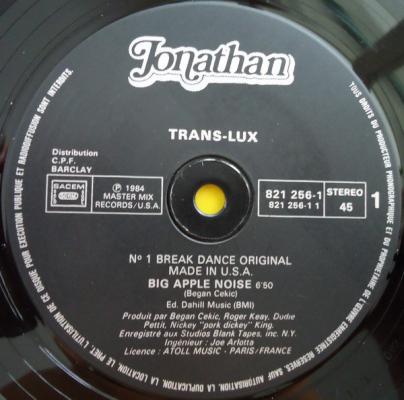 Jonathan
TRANS-LUX
Distribution
C.P.F.
BARCLAY
SACEM
℗ 1984
MASTER MIX
RECORDS/U.S.A.
821 256-1
821 256-1 1
STEREO
45
1
Nº 1 BREAK DANCE ORIGINAL
MADE IN U.S.A.
BIG APPLE NOISE 6'50
(Began Cekic)
Ed. Dahill Music (BMI)
Produit par Began Cekic, Roger Keay, Dudie
Pettit, Nickey "pork dickey" King.
Enregistré aux Studios Blank Tapes, inc. N.Y.
Ingénieur : Joe Arlotta
Licence : ATOLL MUSIC - PARIS/FRANCE
TOUS DROITS DU PRODUCTEUR PHONOGRAPHIQUE ET DU PROPRIETAIRE DE L'ŒUVRE ENREGISTREE RESERVES. SAUF AUTORISATION, LA DUPLICATION, LA LOCATION, LE PRET, L'UTILISATION DE CE DISQUE POUR EXECUTION PUBLIQUE ET RADIODIFFUSION SONT INTERDITS.